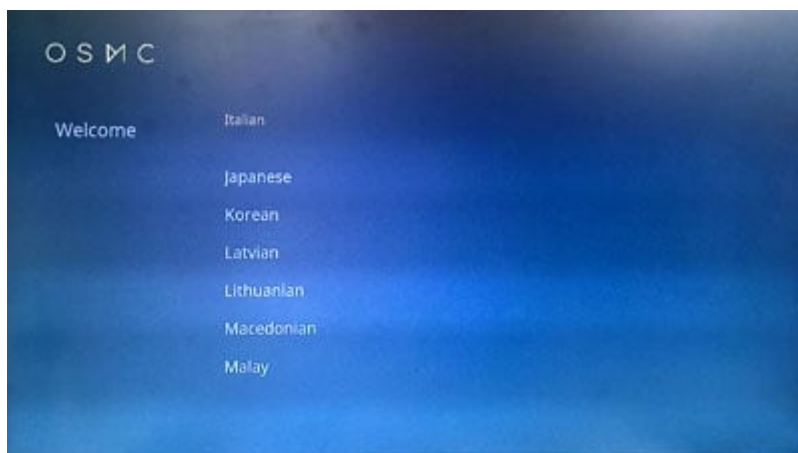 OSMC
Welcome
Italian
Japanese
Korean
Latvian
Lithuanian
Macedonian
Malay